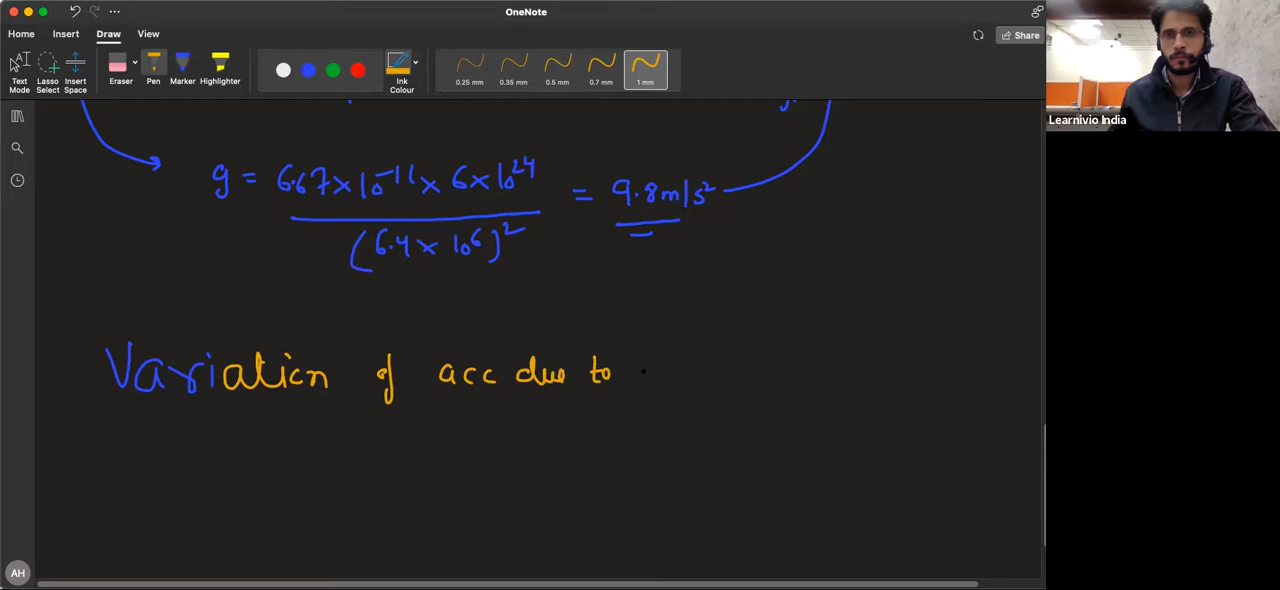 OneNote
Home Insert Draw View
Share
Text Mode
Lasso Select
Insert Space
Eraser
Pen
Marker
Highlighter
Ink Colour
0.25 mm
0.35 mm
0.5 mm
0.7 mm
1 mm
Learnivio India
g = 6.67×10⁻¹¹ × 6×10²⁴ = 9.8m/s²
(6.4 × 10⁶)²
Variation of acc due to
AH